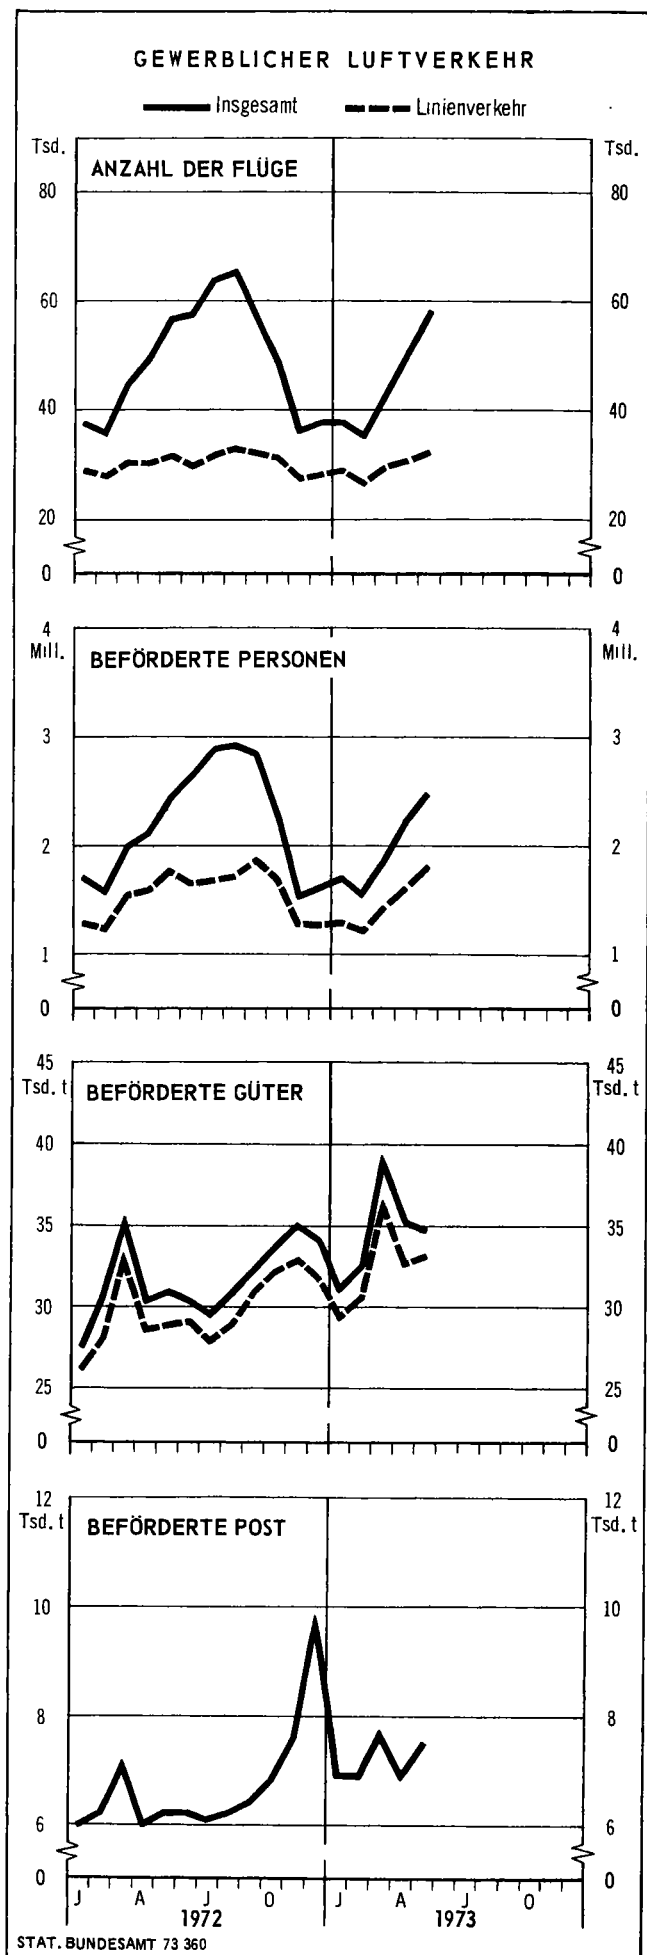 GEWERBLICHER LUFTVERKEHR
Insgesamt Linienverkehr
Tsd. Tsd.
ANZAHL DER FLÜGE
80 80
60 60
40 40
20 20
0 0
4 4
Mill. Mill.
BEFÖRDERTE PERSONEN
3 3
2 2
1 1
0 0
45 45
Tsd. t Tsd. t
BEFÖRDERTE GÜTER
40 40
35 35
30 30
25 25
0 0
12 12
Tsd. t Tsd. t
BEFÖRDERTE POST
10 10
8 8
6 6
0 0
J A J O J A J O
1972 1973
STAT. BUNDESAMT 73 360